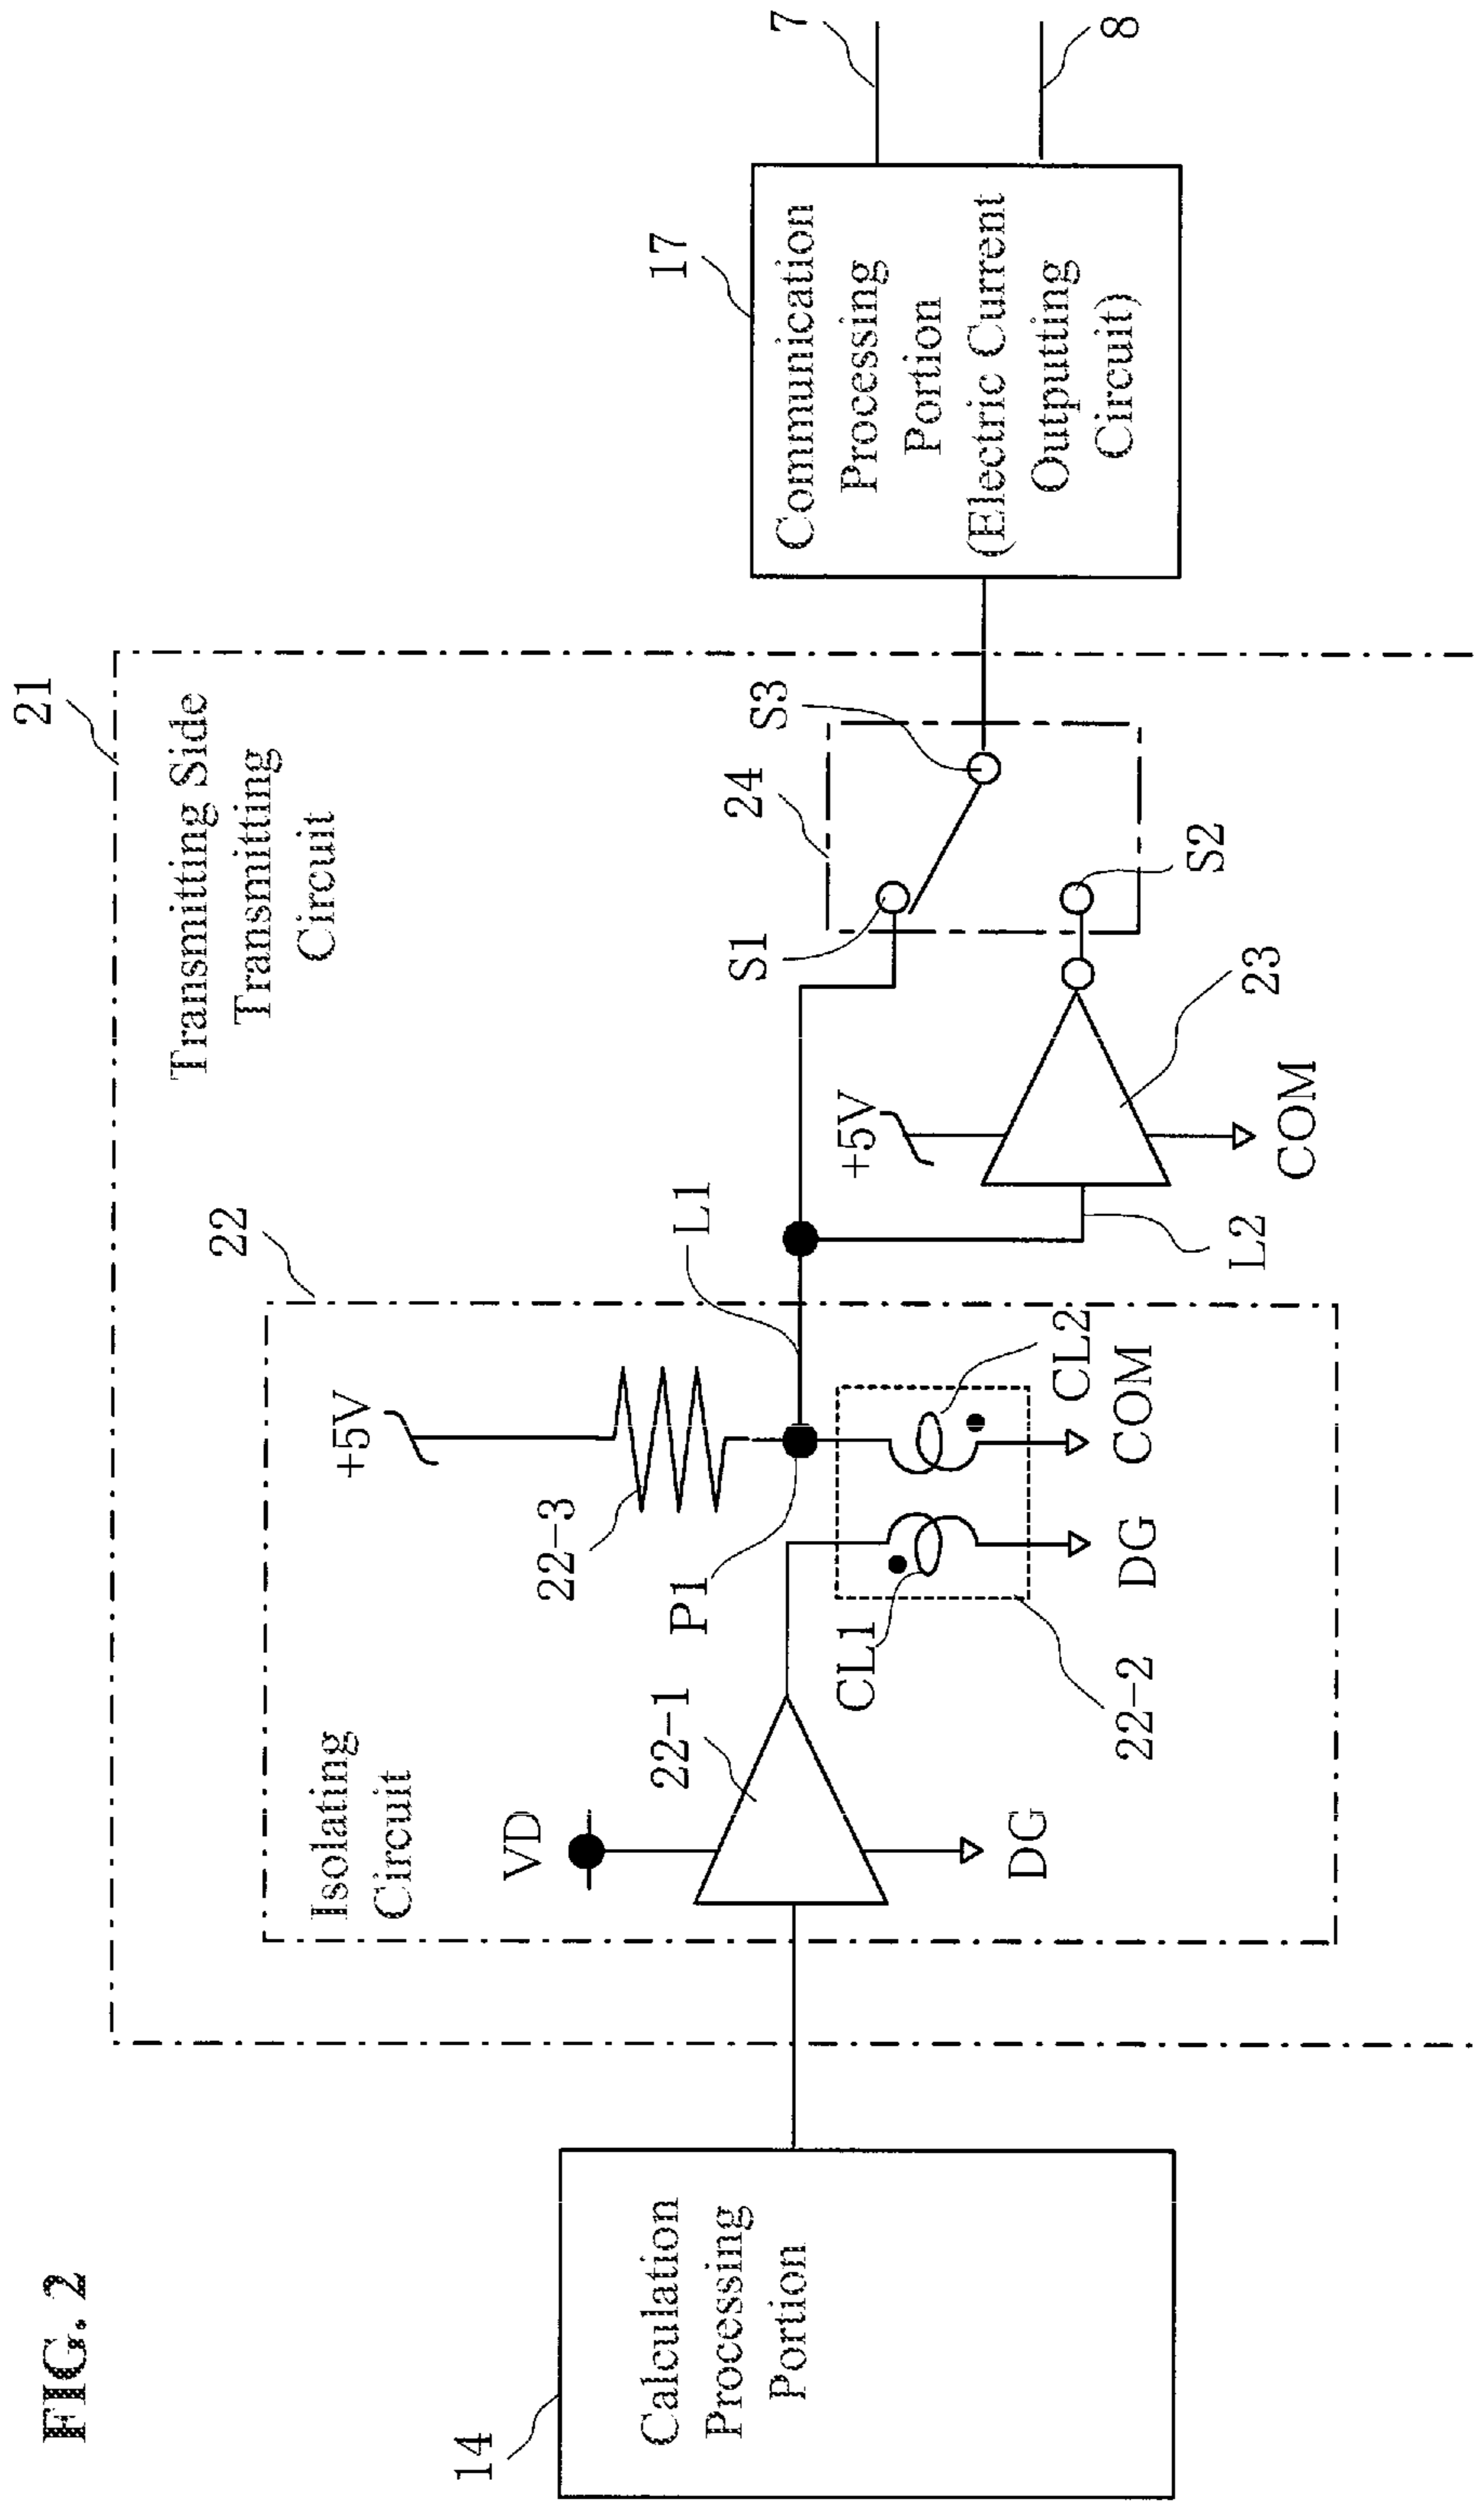 FIG. 2
21
Transmitting Side
Transmitting
Circuit
22
Isolating
Circuit
+5V
22-3
VD
22-1
P1
L1
CL1
CL2
22-2
DG
DG
COM
+5V
L2
23
COM
S1
24
S3
S2
14
Calculation
Processing
Portion
17
Communication
Processing
Portion
(Electric Current
Outputting
Circuit)
7
8